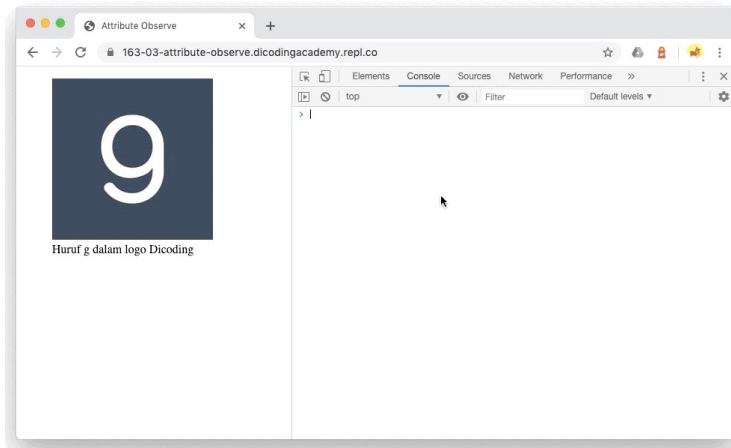 Attribute Observe
163-03-attribute-observe.dicodingacademy.repl.co
Elements Console Sources Network Performance »
top Filter Default levels
>
g
Huruf g dalam logo Dicoding